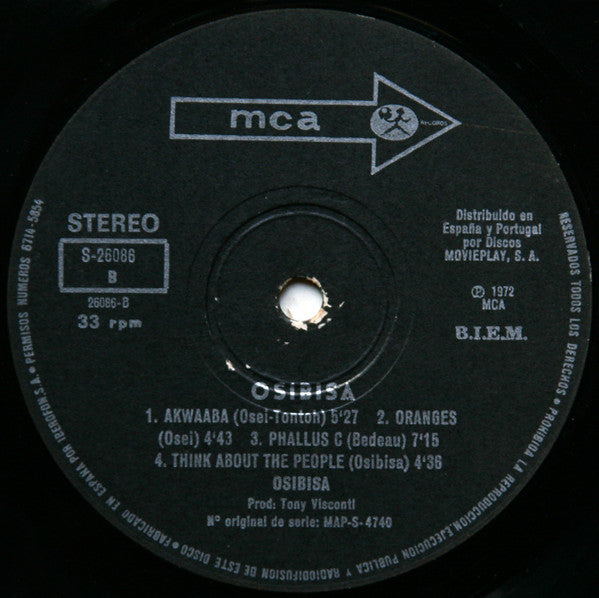 mca
RECORDS
STEREO
S-26086
B
26086-B
33 rpm
Distribuido en
España y Portugal
por Discos
MOVIEPLAY, S. A.
Ⓟ 1972
MCA
B.I.E.M.
OSIBISA
1. AKWAABA (Osei-Tontoh) 5'27 2. ORANGES
(Osei) 4'43 3. PHALLUS C (Bedeau) 7'15
4. THINK ABOUT THE PEOPLE (Osibisa) 4'36
OSIBISA
Prod: Tony Visconti
Nº original de serie: MAP-S-4740
RESERVADOS TODOS LOS DERECHOS • PROHIBIDA LA REPRODUCCION, EJECUCION PUBLICA Y RADIODIFUSION DE ESTE DISCO • FABRICADO EN ESPAÑA POR IBEROFON S A. • PERMISOS NUMEROS 6714-5854